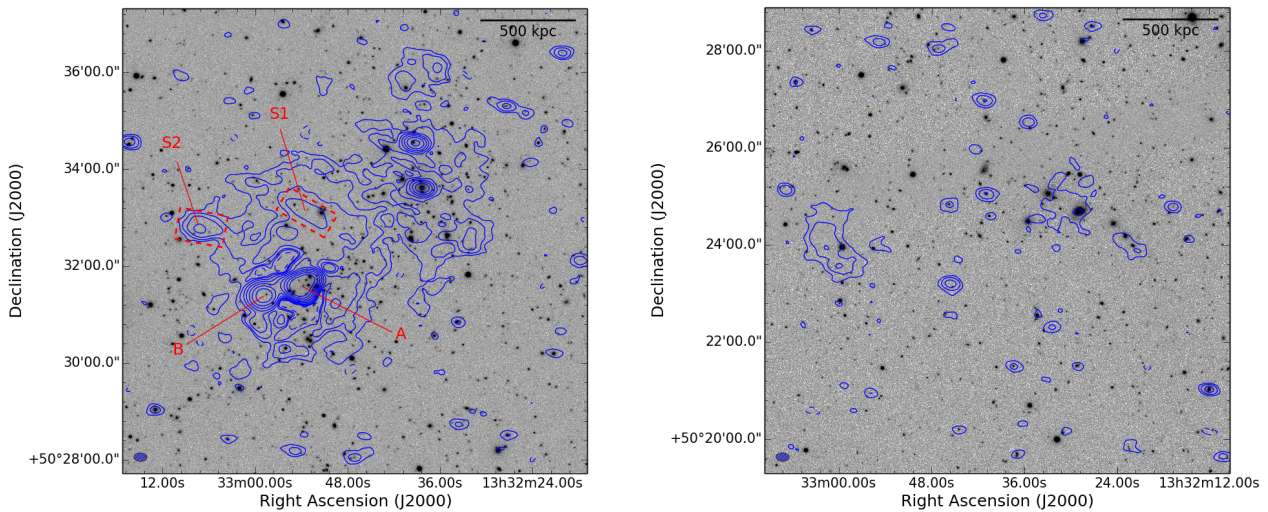 500 kpc
36'00.0"
S1
S2
34'00.0"
32'00.0"
B
A
30'00.0"
+50°28'00.0"
Declination (J2000)
12.00s 33m00.00s 48.00s 36.00s 13h32m24.00s
Right Ascension (J2000)
500 kpc
28'00.0"
26'00.0"
24'00.0"
22'00.0"
+50°20'00.0"
Declination (J2000)
33m00.00s 48.00s 36.00s 24.00s 13h32m12.00s
Right Ascension (J2000)